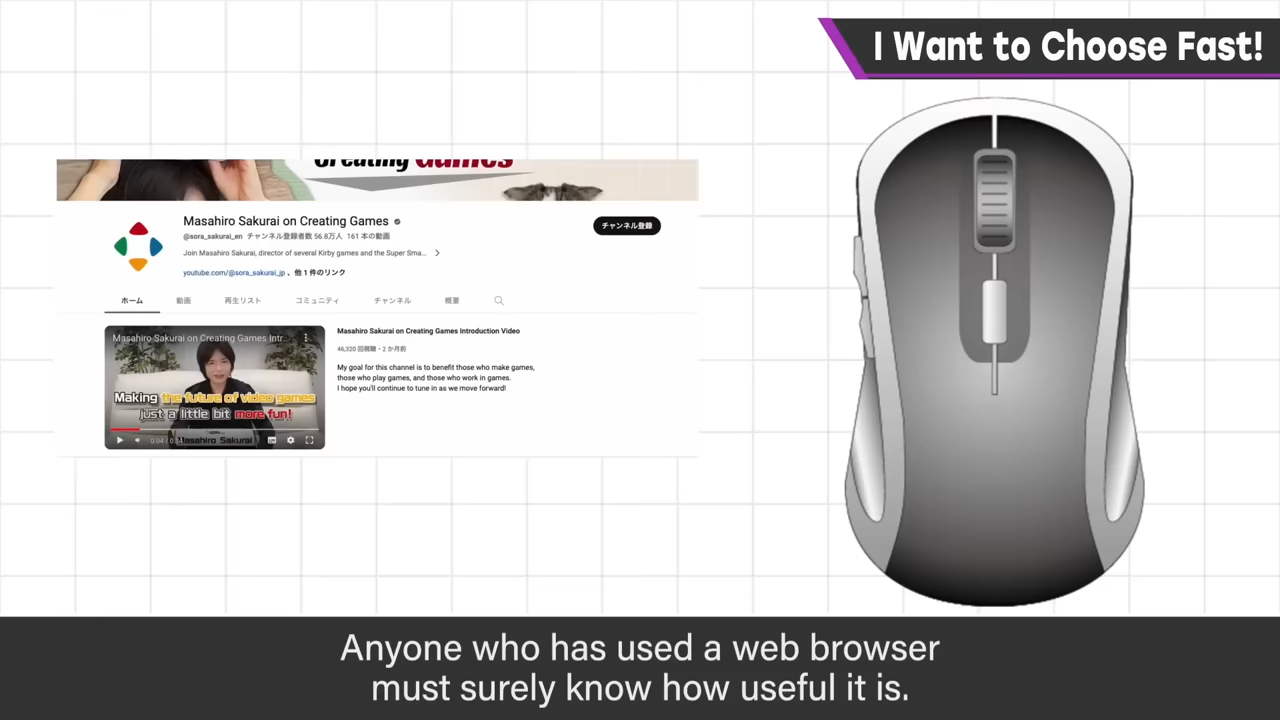 I Want to Choose Fast!
Creating Games
Masahiro Sakurai on Creating Games
チャンネル登録
@sora_sakurai_en チャンネル登録者数 56.8万人 161 本の動画
Join Masahiro Sakurai, director of several Kirby games and the Super Sma...
youtube.com/@sora_sakurai_jp 、他 1 件のリンク
ホーム 動画 再生リスト コミュニティ チャンネル 概要
Masahiro Sakurai on Creating Games Intr...
Making the future of video games
just a little bit more fun!
Masahiro Sakurai
0:04
Masahiro Sakurai on Creating Games Introduction Video
46,320 回視聴・2 か月前
My goal for this channel is to benefit those who make games,
those who play games, and those who work in games.
I hope you'll continue to tune in as we move forward!
Anyone who has used a web browser
must surely know how useful it is.